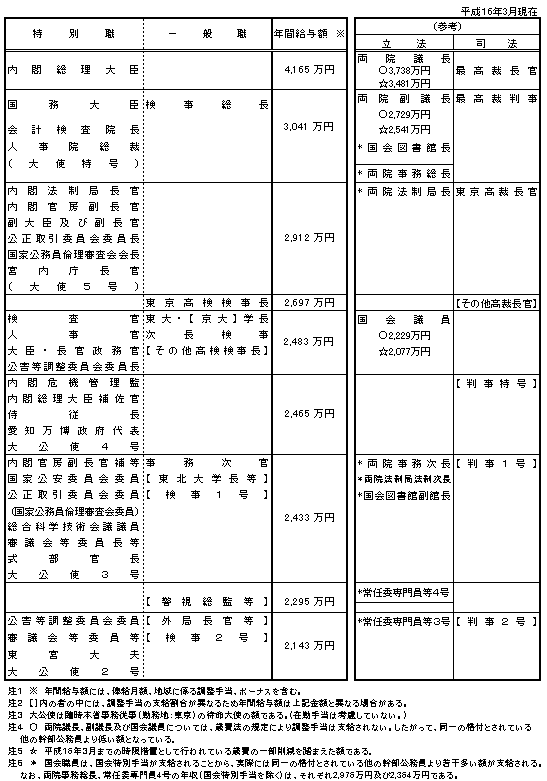 平成16年3月現在
特別職 一般職 年間給与額 ※ (参考)
立法 司法
内閣総理大臣 4,165 万円 両院議長 最高裁長官
〇3,738万円
☆3,481万円
国務大臣 検事総長 3,041 万円 両院副議長 最高裁判事
〇2,729万円
会計検査院長 ☆2,541万円
人事院総裁 *国会図書館長
(大使特号)
*両院事務総長
内閣法制局長官 2,912 万円 *両院法制局長 東京高裁長官
内閣官房副長官
副大臣及び副長官
公正取引委員会委員長
国家公務員倫理審査会会長
宮内庁長官
(大使5号)
東京高検検事長 2,697 万円 【その他高裁長官】
検査官 東大・【京大】学長 2,483 万円 国会議員
人事官 次長検事 〇2,229万円
大臣・長官政務官 【その他高検検事長】 ☆2,077万円
公害等調整委員会委員長
内閣危機管理監 2,465 万円 【判事特号】
内閣総理大臣補佐官
侍従長
愛知万博政府代表
大公使4号
内閣官房副長官補等 事務次官 2,433 万円 *両院事務次長 【判事1号】
国家公安委員会委員 【東北大学長等】 *両院法制局法制次長
公正取引委員会委員 【検事1号】 *国会図書館副館長
(国家公務員倫理審査会委員)
総合科学技術会議議員
審議会等委員長等
式部官長
大公使3号
【警視総監等】 2,295 万円 *常任委専門員等4号
公害等調整委員会委員 【外局長官等】 2,143 万円 *常任委専門員等3号 【判事2号】
審議会等委員等 【検事2号】
東宮大夫
大公使2号
注1 ※ 年間給与額には、俸給月額、地域に係る調整手当、ボーナスを含む。
注2 【】内の者の中には、調整手当の支給割合が異なるため年間給与額は上記金額と異なる場合がある。
注3 大公使は臨時本省事務従事(勤務地:東京)の待命大使の額である。(在勤手当は考慮していない。)
注4 〇 両院議長、副議長及び国会議員については、歳費法の規定により調整手当は支給されない。したがって、同一の格付とされている
他の幹部公務員より低い額となっている。
注5 ☆ 平成16年3月までの時限措置として行われている歳費の一割削減を踏まえた額である。
注6 * 国会職員は、国会特別手当が支給されることから、実際には同一の格付とされている他の幹部公務員より若干多い額が支給される。
なお、両院事務総長、常任委専門員4号の年収(国会特別手当を除く)は、それぞれ2,978万円及び2,354万円である。